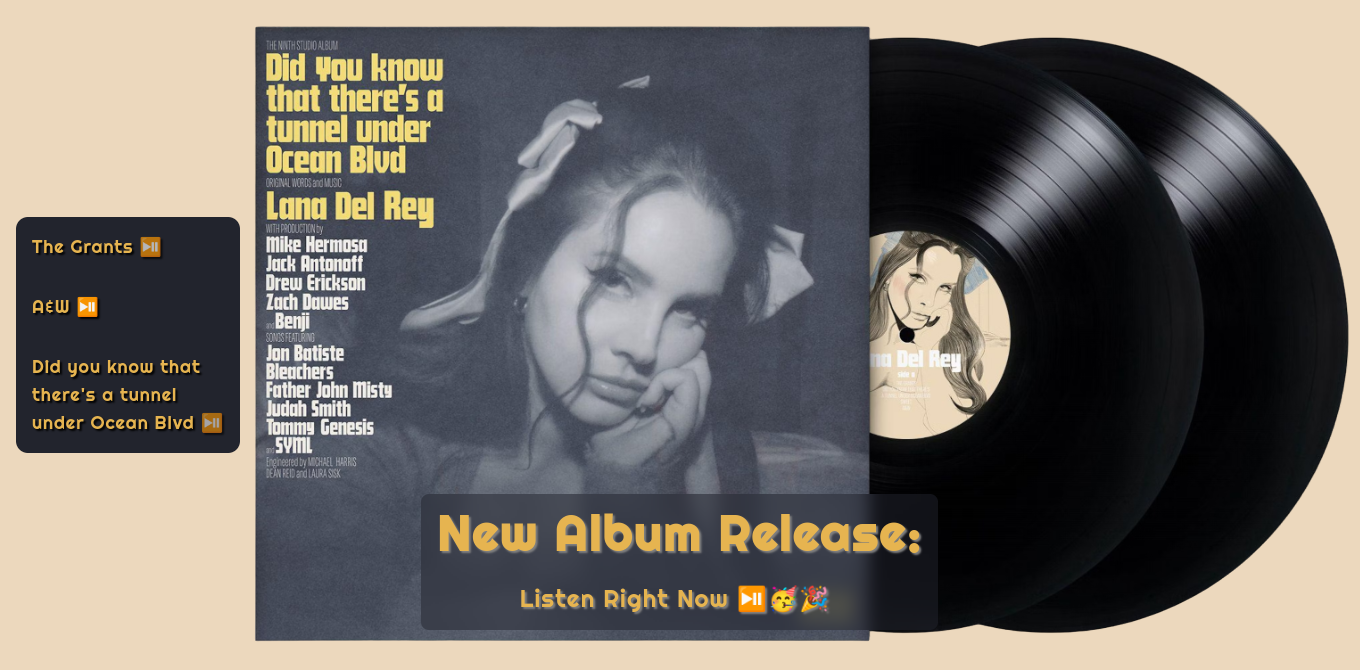 The Grants ⏯
A&W ⏯
Did you know that
there's a tunnel
under Ocean Blvd ⏯
THE NINTH STUDIO ALBUM
Did you know
that there's a
tunnel under
Ocean Blvd
ORIGINAL WORDS and MUSIC
Lana Del Rey
WITH PRODUCTION by
Mike Hermosa
Jack Antonoff
Drew Erickson
Zach Dawes
and Benji
SONGS FEATURING
Jon Batiste
Bleachers
Father John Misty
Judah Smith
Tommy Genesis
and SYML
Engineered by MICHAEL HARRIS
DEAN REID and LAURA SISK
na Del Rey
New Album Release:
Listen Right Now ⏯🥳🎉